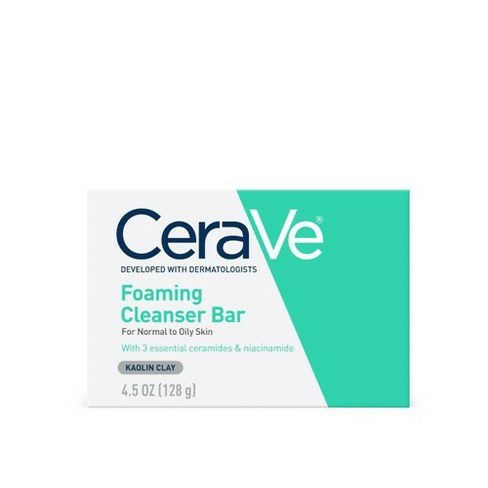 CeraVe®
DEVELOPED WITH DERMATOLOGISTS
Foaming
Cleanser Bar
For Normal to Oily Skin
With 3 essential ceramides & niacinamide
KAOLIN CLAY
4.5 OZ (128 g)